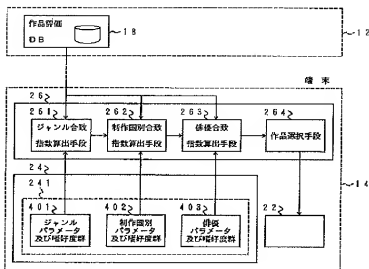 作品評価
DB
18
12
端末
26
261
262
263
264
ジャンル合致
指数算出手段
制作国別合致
指数算出手段
俳優合致
指数算出手段
作品選択手段
24
241
14
401
402
403
22
ジャンル
パラメータ
及び嗜好度群
制作国別
パラメータ
及び嗜好度群
俳優
パラメータ
及び嗜好度群